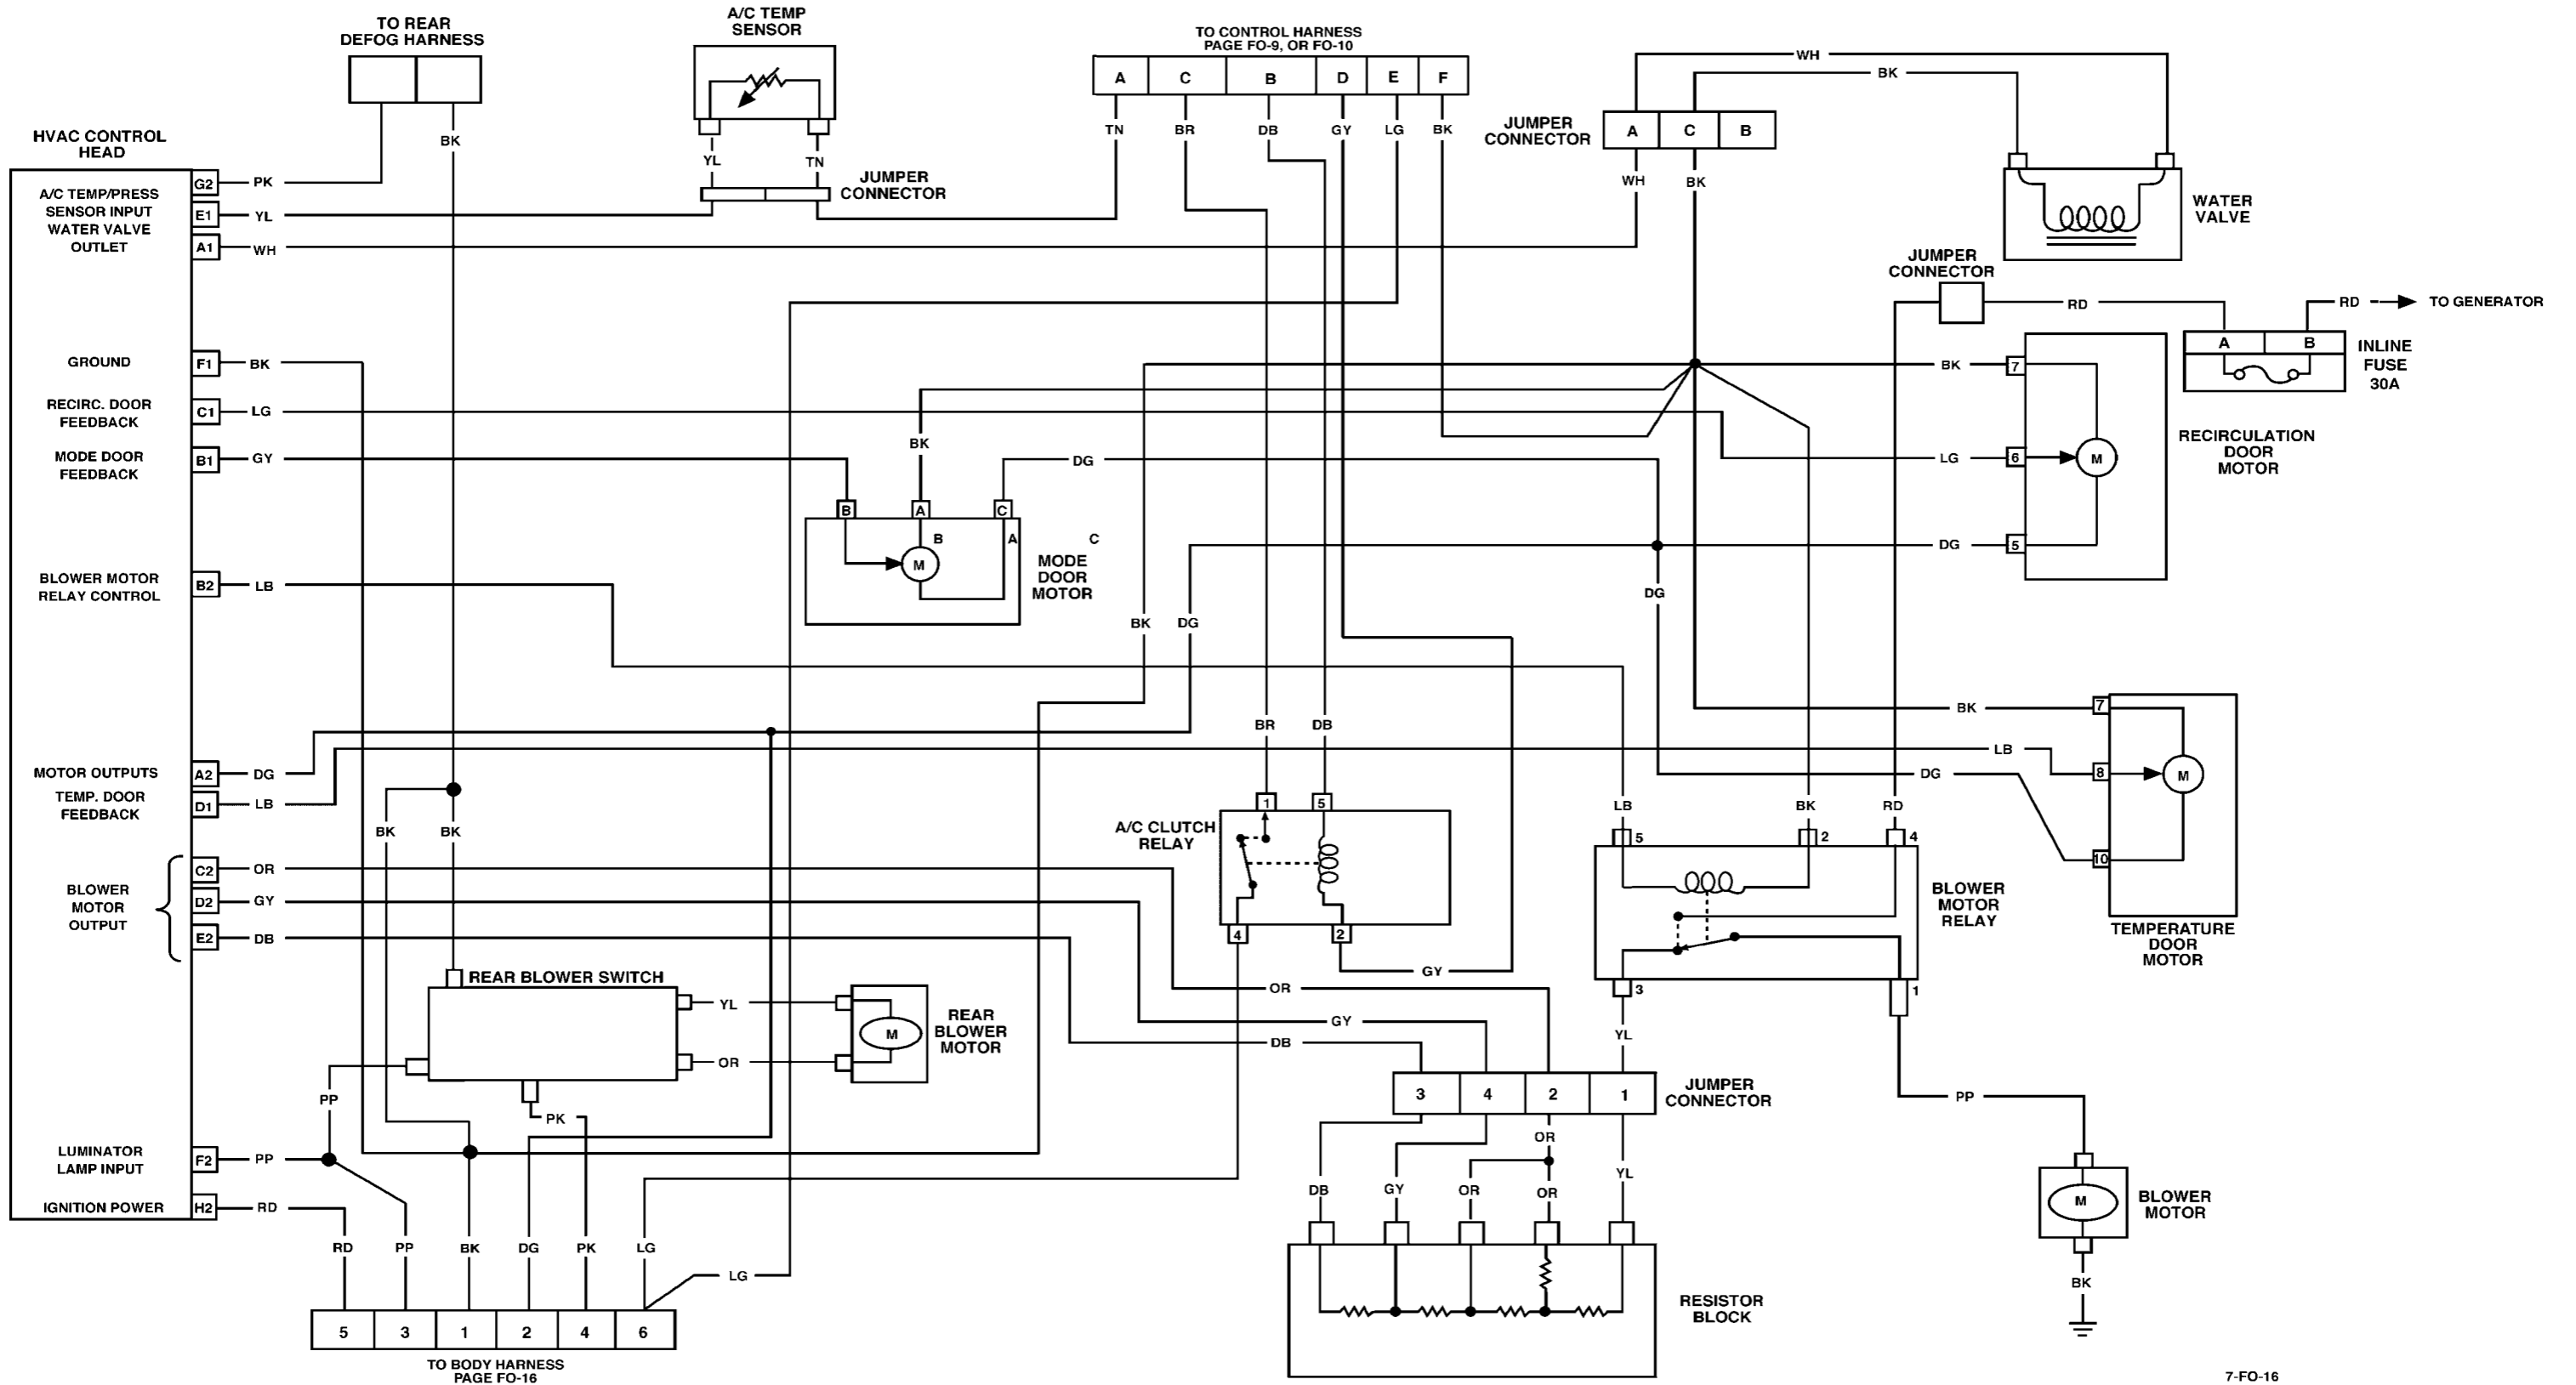 TO REAR
DEFOG HARNESS
A/C TEMP
SENSOR
TO CONTROL HARNESS
PAGE FO-9, OR FO-10
A C B D E F
WH
BK
JUMPER
CONNECTOR
A C B
BK
TN BR DB GY LG BK
HVAC CONTROL
HEAD
YL TN
JUMPER
CONNECTOR
WH BK
WATER
VALVE
A/C TEMP/PRESS
SENSOR INPUT
WATER VALVE
OUTLET
G2 PK
E1 YL
A1 WH
JUMPER
CONNECTOR
RD
RD
TO GENERATOR
A B
INLINE
FUSE
30A
GROUND
F1 BK
BK 7
RECIRC. DOOR
FEEDBACK
C1 LG
BK
MODE DOOR
FEEDBACK
B1 GY
DG
LG 6 M
RECIRCULATION
DOOR
MOTOR
B A C
B A C
M
MODE
DOOR
MOTOR
DG 5
BLOWER MOTOR
RELAY CONTROL
B2 LB
DG
BK DG
BR DB
BK 7
LB
8 M
DG
10
TEMPERATURE
DOOR
MOTOR
MOTOR OUTPUTS
A2 DG
TEMP. DOOR
FEEDBACK
D1 LB
BK BK
1 5
A/C CLUTCH
RELAY
4 2
GY
LB BK RD
5 2 4
BLOWER
MOTOR
RELAY
3 1
BLOWER
MOTOR
OUTPUT
C2 OR
D2 GY
E2 DB
REAR BLOWER SWITCH
YL
OR
M
REAR
BLOWER
MOTOR
OR
GY
DB
YL
3 4 2 1
JUMPER
CONNECTOR
PP
PP
PK
OR
LUMINATOR
LAMP INPUT
F2 PP
YL
DB GY OR OR
M
BLOWER
MOTOR
BK
IGNITION POWER
H2 RD
RD PP BK DG PK LG
LG
RESISTOR
BLOCK
5 3 1 2 4 6
TO BODY HARNESS
PAGE FO-16
7-FO-16